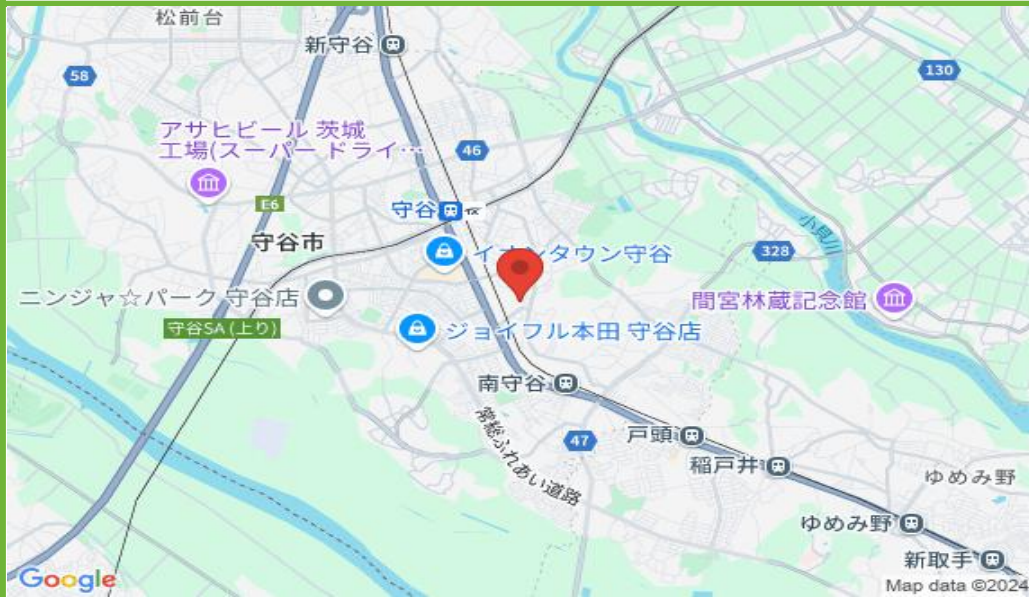 松前台
新守谷
58
130
アサヒビール 茨城
工場(スーパー ドライ…
46
E6
守谷
守谷市
イオンタウン守谷
小貝川
328
ニンジャ☆パーク 守谷店
間宮林蔵記念館
守谷SA (上り)
ジョイフル本田 守谷店
南守谷
常総ふれあい道路
47
戸頭
稲戸井
ゆめみ野
ゆめみ野
新取手
Google
Map data ©2024